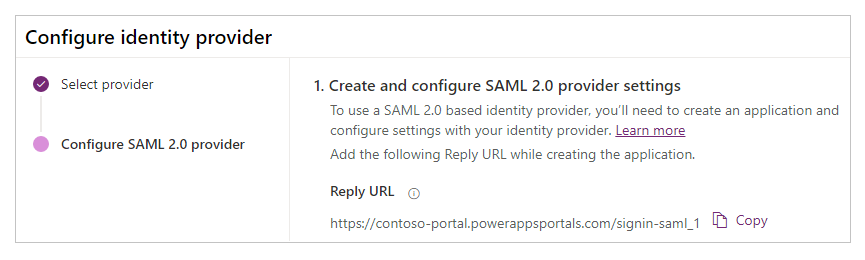 Configure identity provider
Select provider
Configure SAML 2.0 provider
1. Create and configure SAML 2.0 provider settings
To use a SAML 2.0 based identity provider, you’ll need to create an application and
configure settings with your identity provider. Learn more
Add the following Reply URL while creating the application.
Reply URL
https://contoso-portal.powerappsportals.com/signin-saml_1 Copy